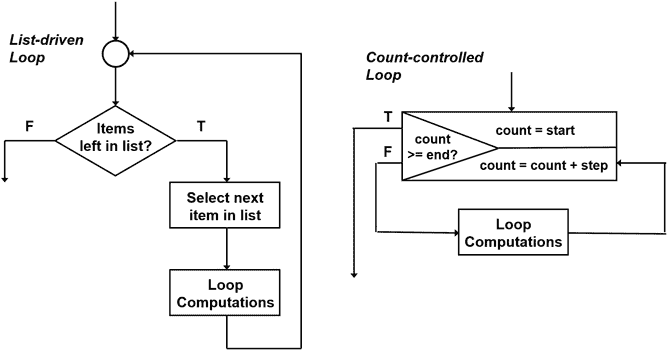 List-driven
Loop
F
Items
left in list?
T
Select next
item in list
Loop
Computations
Count-controlled
Loop
T
F
count
>= end?
count = start
count = count + step
Loop
Computations